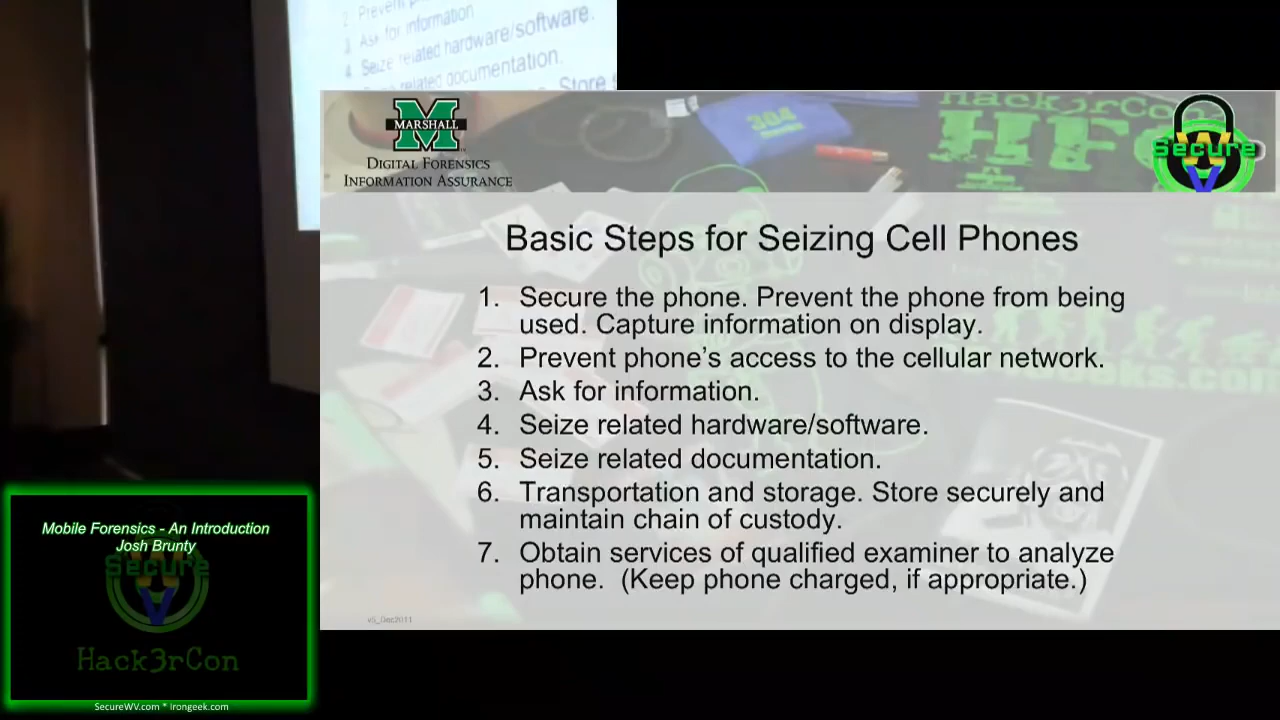 2. Prevent
3. Ask for information
4. Seize related hardware/software.
related documentation.
Store
MARSHALL
DIGITAL FORENSICS
INFORMATION ASSURANCE
304
Hack3rCon
Secure
Basic Steps for Seizing Cell Phones
1. Secure the phone. Prevent the phone from being
used. Capture information on display.
2. Prevent phone's access to the cellular network.
3. Ask for information.
4. Seize related hardware/software.
5. Seize related documentation.
6. Transportation and storage. Store securely and
maintain chain of custody.
7. Obtain services of qualified examiner to analyze
phone. (Keep phone charged, if appropriate.)
v5_Dec2011
Mobile Forensics - An Introduction
Josh Brunty
Secure
W
V
Hack3rCon
SecureWV.com * Irongeek.com